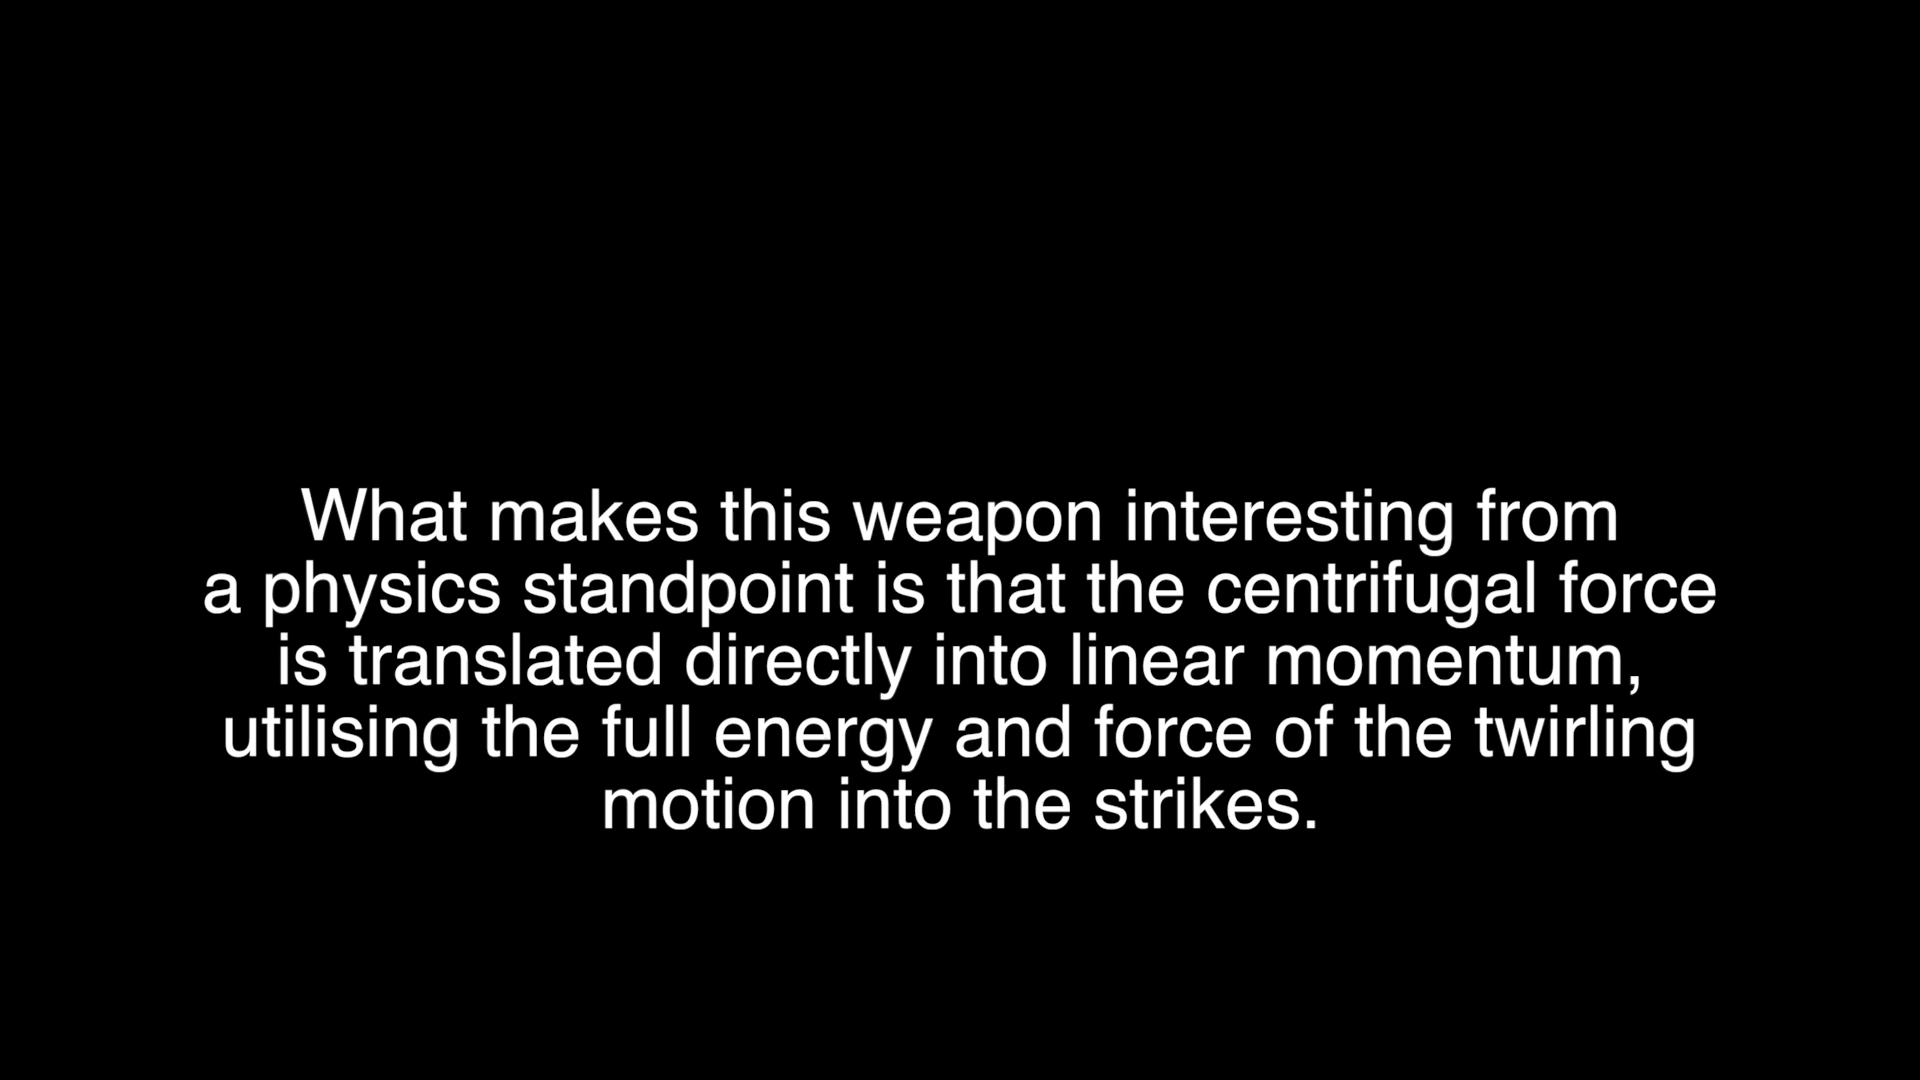 What makes this weapon interesting from
a physics standpoint is that the centrifugal force
is translated directly into linear momentum,
utilising the full energy and force of the twirling
motion into the strikes.